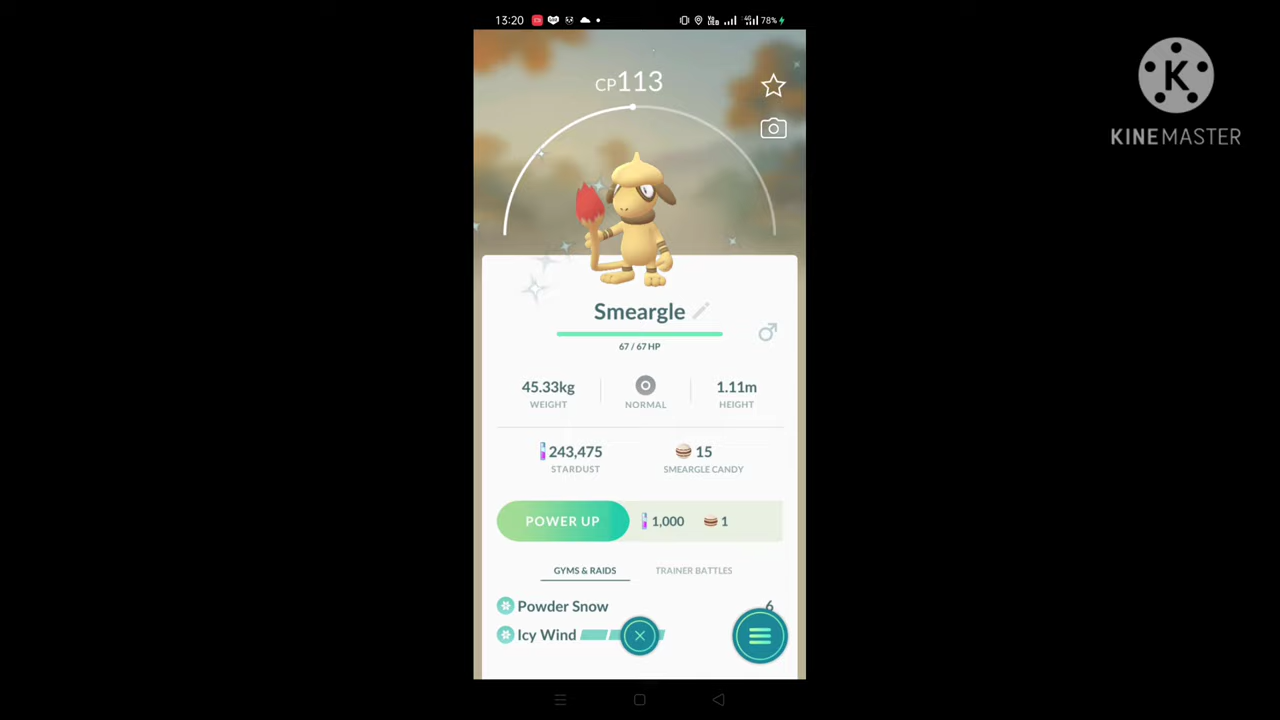 13:20 78%
CP113
KINEMASTER
Smeargle
67 / 67 HP
45.33kg NORMAL 1.11m
WEIGHT HEIGHT
243,475 15
STARDUST SMEARGLE CANDY
POWER UP 1,000 1
GYMS & RAIDS TRAINER BATTLES
Powder Snow 6
Icy Wind